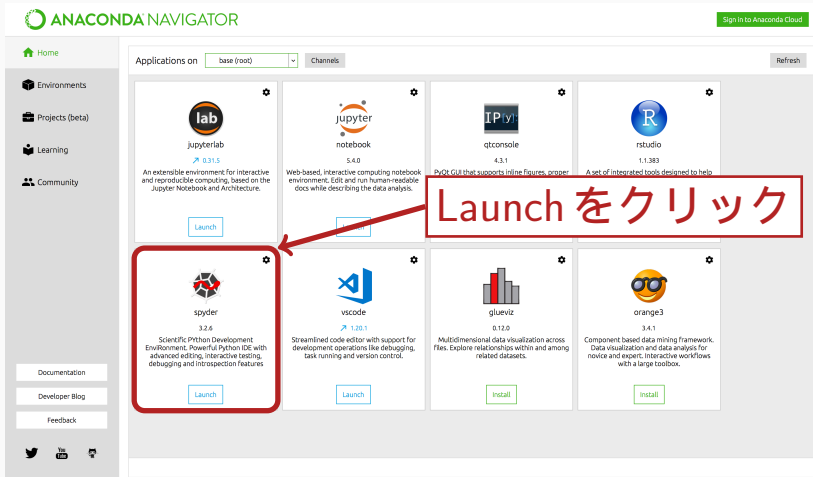 ANACONDA NAVIGATOR
Sign in to Anaconda Cloud
Home
Environments
Projects (beta)
Learning
Community
Documentation
Developer Blog
Feedback
You
Tube
Applications on
base (root)
Channels
Refresh
lab
jupyterlab
0.31.5
An extensible environment for interactive
and reproducible computing, based on the
Jupyter Notebook and Architecture.
Launch
jupyter
notebook
5.4.0
Web-based, interactive computing notebook
environment. Edit and run human-readable
docs while describing the data analysis.
Launch
IP[y]:
qtconsole
4.3.1
PyQt GUI that supports inline figures, proper
R
rstudio
1.1.383
A set of integrated tools designed to help
Launch をクリック
spyder
3.2.6
Scientific PYthon Development
EnviRonment. Powerful Python IDE with
advanced editing, interactive testing,
debugging and introspection features
Launch
vscode
1.20.1
Streamlined code editor with support for
development operations like debugging,
task running and version control.
Launch
glueviz
0.12.0
Multidimensional data visualization across
files. Explore relationships within and among
related datasets.
Install
orange3
3.4.1
Component based data mining framework.
Data visualization and data analysis for
novice and expert. Interactive workflows
with a large toolbox.
Install